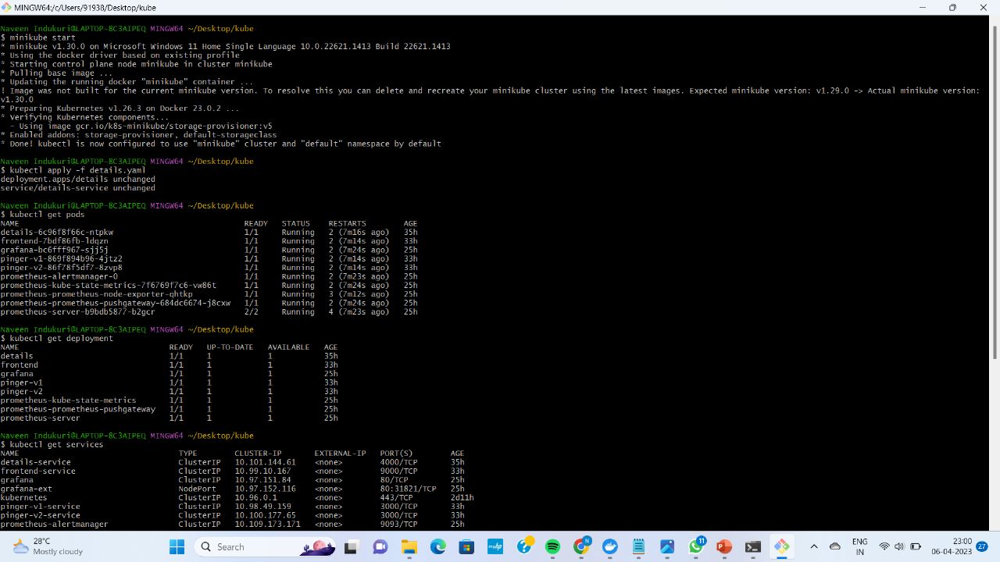 MINGW64:/c/Users/91938/Desktop/kube
Naveen Indukuri@LAPTOP-8C3AIPEQ MINGW64 ~/Desktop/kube
$ minikube start
* minikube v1.30.0 on Microsoft Windows 11 Home Single Language 10.0.22621.1413 Build 22621.1413
* Using the docker driver based on existing profile
* Starting control plane node minikube in cluster minikube
* Pulling base image ...
* Updating the running docker "minikube" container ...
! Image was not built for the current minikube version. To resolve this you can delete and recreate your minikube cluster using the latest images. Expected minikube version: v1.29.0 -> Actual minikube version:
v1.30.0
* Preparing Kubernetes v1.26.3 on Docker 23.0.2 ...
* Verifying Kubernetes components...
  - Using image gcr.io/k8s-minikube/storage-provisioner:v5
* Enabled addons: storage-provisioner, default-storageclass
* Done! kubectl is now configured to use "minikube" cluster and "default" namespace by default
Naveen Indukuri@LAPTOP-8C3AIPEQ MINGW64 ~/Desktop/kube
$ kubectl apply -f details.yaml
deployment.apps/details unchanged
service/details-service unchanged
Naveen Indukuri@LAPTOP-8C3AIPEQ MINGW64 ~/Desktop/kube
$ kubectl get pods
NAME READY STATUS RESTARTS AGE
details-6c96f8f66c-ntpkw 1/1 Running 2 (7m16s ago) 35h
frontend-7bdf86fb-ldqzn 1/1 Running 2 (7m14s ago) 33h
grafana-bc6fff967-sjj5j 1/1 Running 2 (7m24s ago) 25h
pinger-v1-869f894b96-4jtz2 1/1 Running 2 (7m14s ago) 33h
pinger-v2-86f78f5df7-8zvp8 1/1 Running 2 (7m14s ago) 33h
prometheus-alertmanager-0 1/1 Running 2 (7m23s ago) 25h
prometheus-kube-state-metrics-7f6769f7c6-vw86t 1/1 Running 2 (7m24s ago) 25h
prometheus-prometheus-node-exporter-qhtkp 1/1 Running 3 (7m12s ago) 25h
prometheus-prometheus-pushgateway-684dc6674-j8cxw 1/1 Running 2 (7m24s ago) 25h
prometheus-server-b9bdb5877-b2gcr 2/2 Running 4 (7m23s ago) 25h
Naveen Indukuri@LAPTOP-8C3AIPEQ MINGW64 ~/Desktop/kube
$ kubectl get deployment
NAME READY UP-TO-DATE AVAILABLE AGE
details 1/1 1 1 35h
frontend 1/1 1 1 33h
grafana 1/1 1 1 25h
pinger-v1 1/1 1 1 33h
pinger-v2 1/1 1 1 33h
prometheus-kube-state-metrics 1/1 1 1 25h
prometheus-prometheus-pushgateway 1/1 1 1 25h
prometheus-server 1/1 1 1 25h
Naveen Indukuri@LAPTOP-8C3AIPEQ MINGW64 ~/Desktop/kube
$ kubectl get services
NAME TYPE CLUSTER-IP EXTERNAL-IP PORT(S) AGE
details-service ClusterIP 10.101.144.61 <none> 4000/TCP 35h
frontend-service ClusterIP 10.99.10.167 <none> 9000/TCP 33h
grafana ClusterIP 10.97.151.84 <none> 80/TCP 25h
grafana-ext NodePort 10.97.152.116 <none> 80:31821/TCP 25h
kubernetes ClusterIP 10.96.0.1 <none> 443/TCP 2d11h
pinger-v1-service ClusterIP 10.98.49.159 <none> 3000/TCP 33h
pinger-v2-service ClusterIP 10.100.177.65 <none> 3000/TCP 33h
prometheus-alertmanager ClusterIP 10.109.173.171 <none> 9093/TCP 25h
28°C
Mostly cloudy
Search
myhp
N
11
ENG
IN
23:00
06-04-2023
27